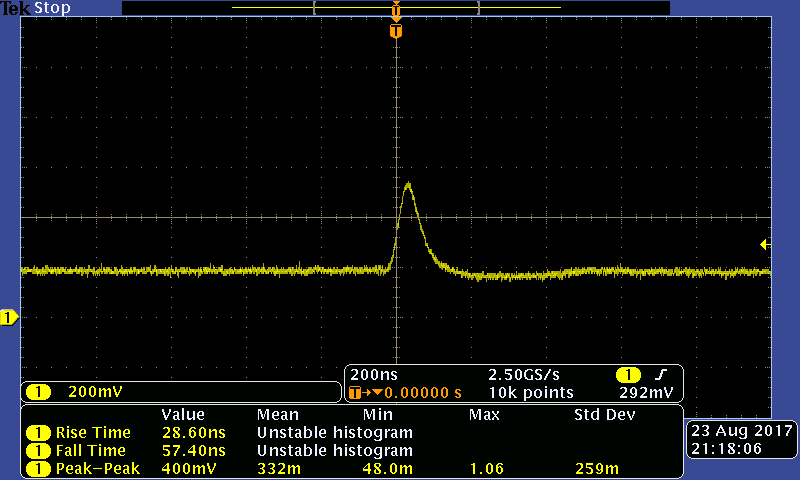 Tek Stop
T
T
1
200ns 2.50GS/s 1
T→▼0.00000 s 10k points 292mV
1 200mV
Value Mean Min Max Std Dev
1 Rise Time 28.60ns Unstable histogram
1 Fall Time 57.40ns Unstable histogram
1 Peak−Peak 400mV 332m 48.0m 1.06 259m
23 Aug 2017
21:18:06